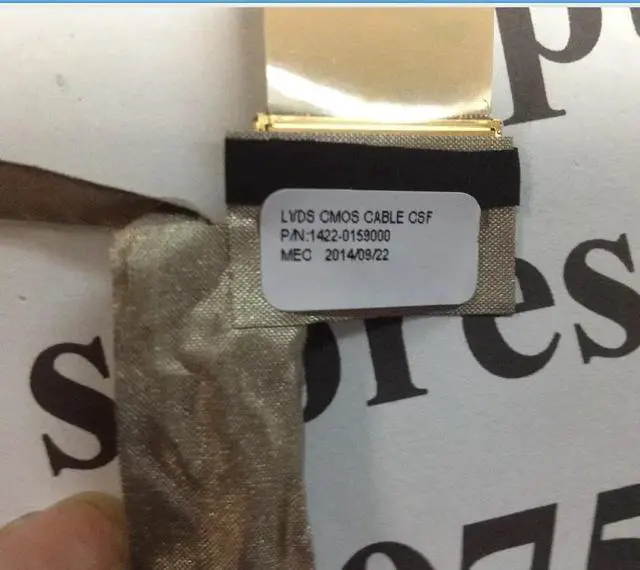 LVDS CMOS CABLE CSF
P/N:1422-0159000
MEC 2014/09/22